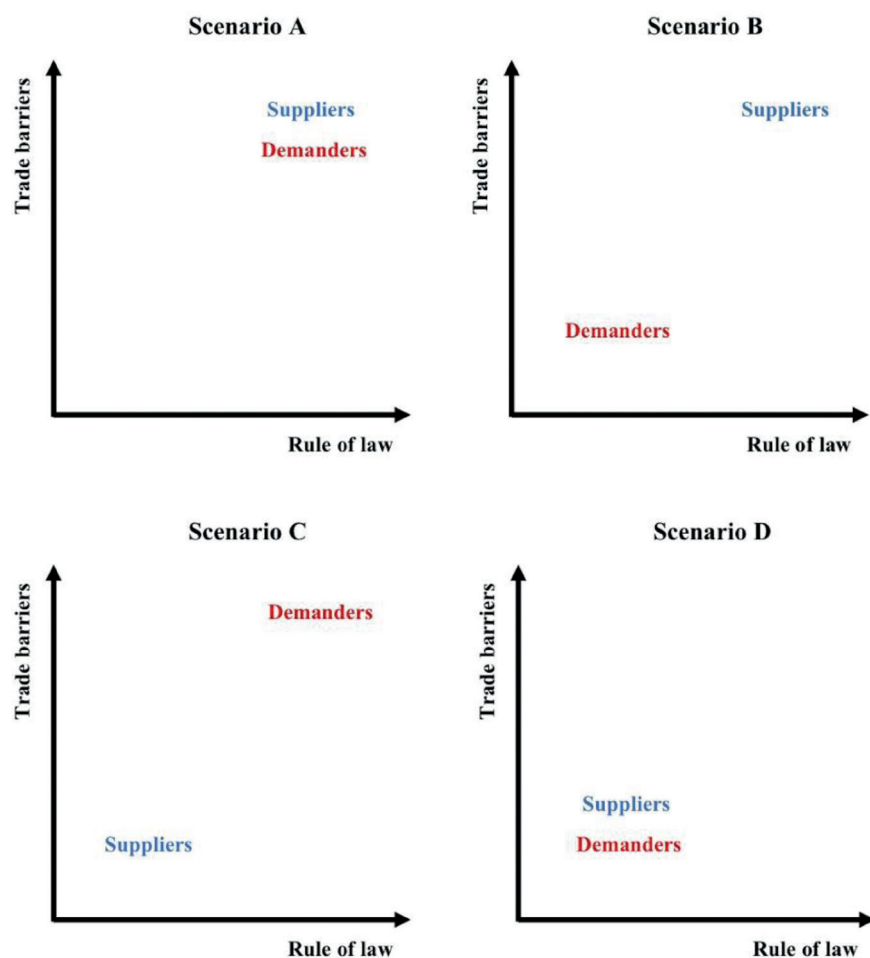 Scenario A
Trade barriers
Suppliers
Demanders
Rule of law
Scenario B
Trade barriers
Suppliers
Demanders
Rule of law
Scenario C
Trade barriers
Demanders
Suppliers
Rule of law
Scenario D
Trade barriers
Suppliers
Demanders
Rule of law